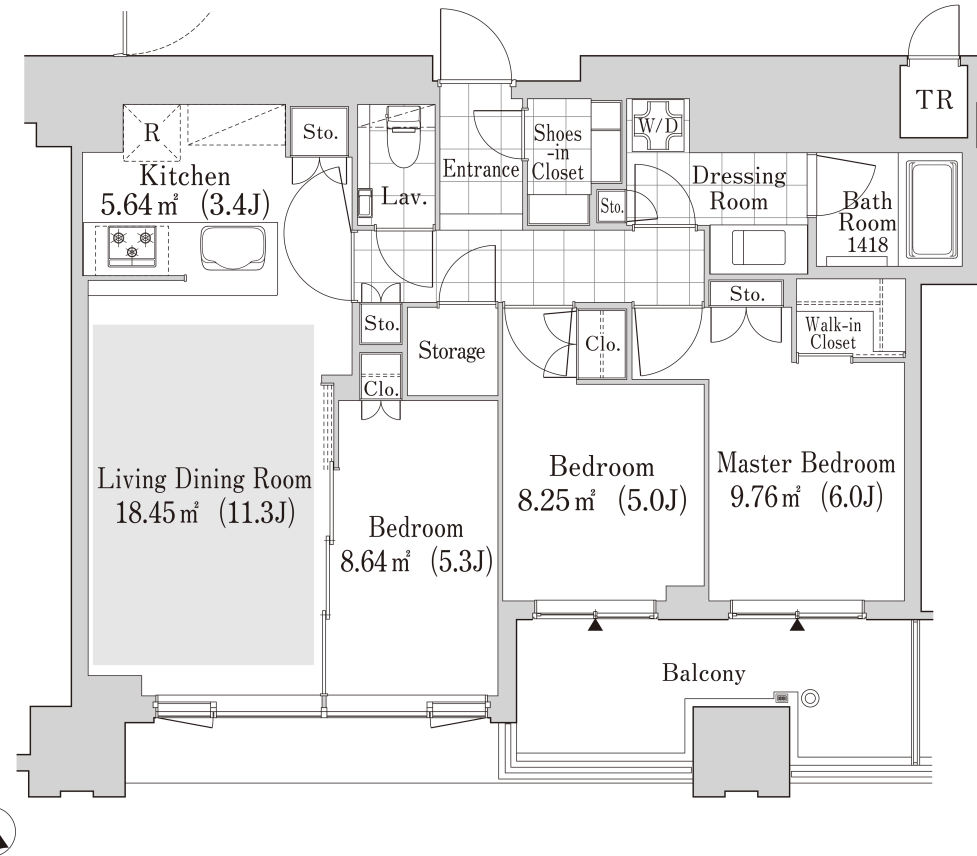 TR
R
Sto.
W/D
Shoes
-in
Closet
Entrance
Kitchen
5.64㎡ (3.4J)
Lav.
Dressing
Room
Sto.
Bath
Room
1418
Sto.
Sto.
Clo.
Storage
Clo.
Walk-in
Closet
Living Dining Room
18.45㎡ (11.3J)
Bedroom
8.64㎡ (5.3J)
Bedroom
8.25㎡ (5.0J)
Master Bedroom
9.76㎡ (6.0J)
Balcony